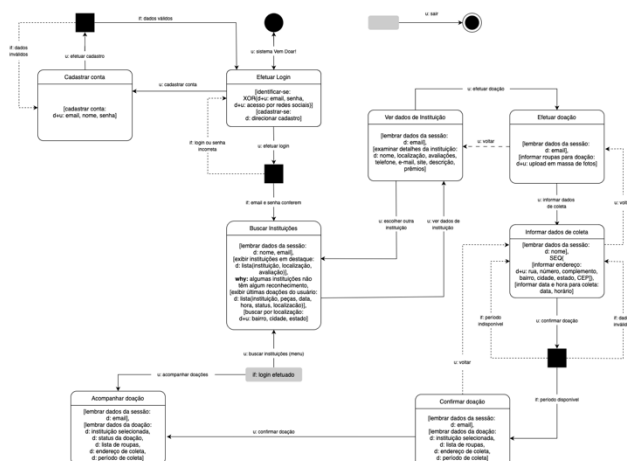 u: sair
if: dados válidos
if: dados
inválidos
u: efetuar cadastro
u: sistema Vem Doar!
Cadastrar conta
[cadastrar conta:
d+u: email, nome, senha]
u: cadastrar conta
Efetuar Login
[identificar-se:
XOR{d+u: email, senha,
d+u: acesso por redes sociais}]
[cadastrar-se:
d: direcionar cadastro]
if: login ou senha
incorreta
u: efetuar login
if: email e senha conferem
u: efetuar doação
Ver dados de Instituição
[lembrar dados da sessão:
d: email],
[examinar detalhes da instituição:
d: nome, localização, avaliações,
telefone, e-mail, site, descrição,
prêmios]
u: voltar
Efetuar doação
[lembrar dados da sessão:
d: email],
[informar roupas para doação:
d+u: upload em massa de fotos]
u: escolher outra
instituição
u: ver dados de
instituição
u: informar dados
de coleta
Buscar Instituições
[lembrar dados da sessão:
d: nome, email],
[exibir instituições em destaque:
d: lista(instituição, localização,
avaliação)],
why: algumas instituições não
têm algum reconhecimento,
[exibir últimas doações do usuário:
d: lista(instituição, peças, data,
hora, status, localização)],
[buscar por localização:
d+u: bairro, cidade, estado]
Informar dados de coleta
[lembrar dados da sessão:
d: nome],
SEQ{
[informar endereço:
d+u: rua, número, complemento,
bairro, cidade, estado, CEP]}
[informar data e hora para coleta:
data, horário]
if: período
indisponível
u: confirmar doação
u: buscar instituições (menu)
if: login efetuado
u: acompanhar doações
u: voltar
if: período disponível
Acompanhar doação
[lembrar dados da sessão:
d: email],
[lembrar dados da doação:
d: instituição selecionada,
d: status da doação,
d: lista de roupas,
d: endereço de coleta,
d: período de coleta]
u: confirmar doação
Confirmar doação
[lembrar dados da sessão:
d: email],
[lembrar dados da doação:
d: instituição selecionada,
d: lista de roupas,
d: endereço de coleta,
d: período de coleta]